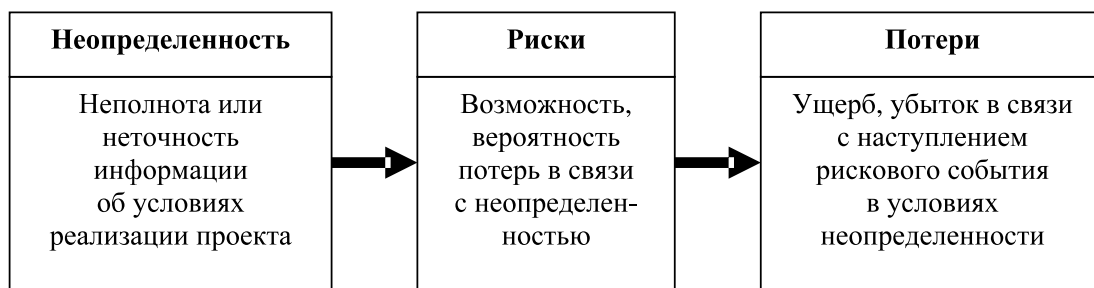 Неопределенность
Неполнота или
неточность
информации
об условиях
реализации проекта
Риски
Возможность,
вероятность
потерь в связи
с неопределен-
ностью
Потери
Ущерб, убыток в связи
с наступлением
рискового события
в условиях
неопределенности